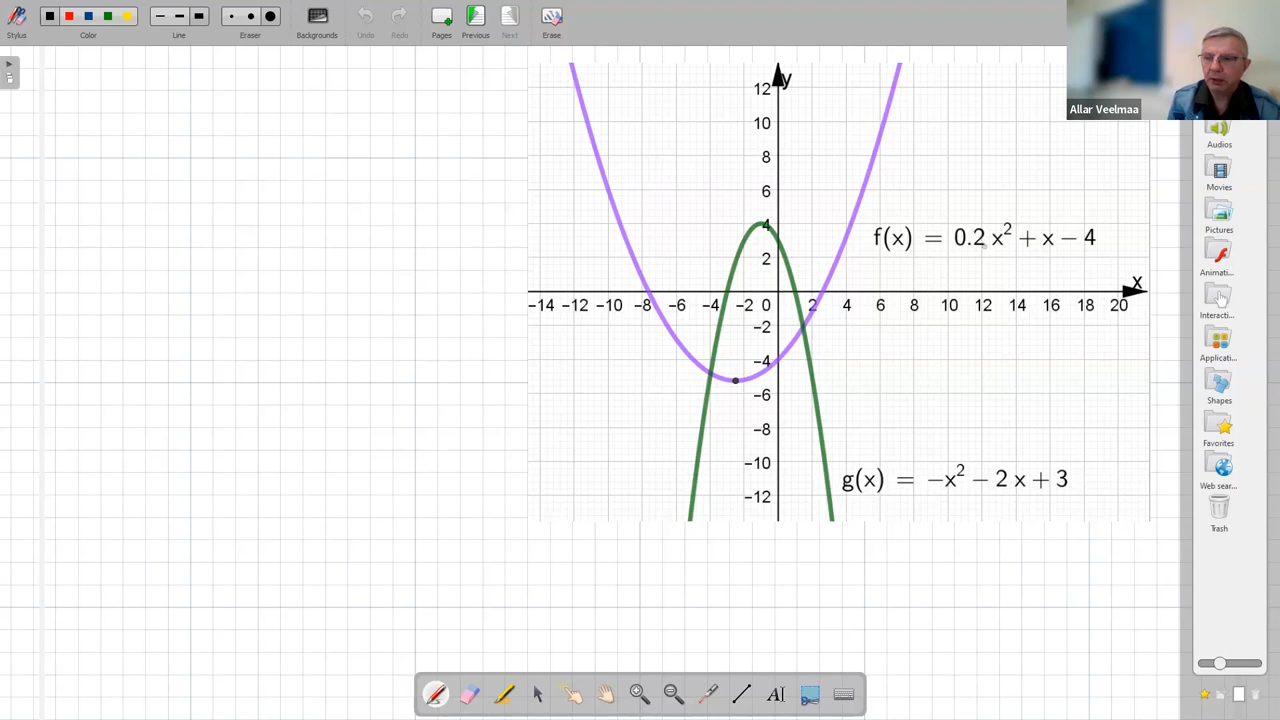 Stylus Color Line Eraser Backgrounds Undo Redo Pages Previous Next Erase
Allar Veelmaa
y
12
10
8
6
4
2
f(x) = 0.2 x² + x − 4
x
−14 −12 −10 −8 −6 −4 −2 0 2 4 6 8 10 12 14 16 18 20
0
−2
−4
−6
−8
−10
−12
g(x) = −x² − 2 x + 3
Audios
Movies
Pictures
Animati...
Interacti...
Applicati...
Shapes
Favorites
Web sear...
Trash
AI